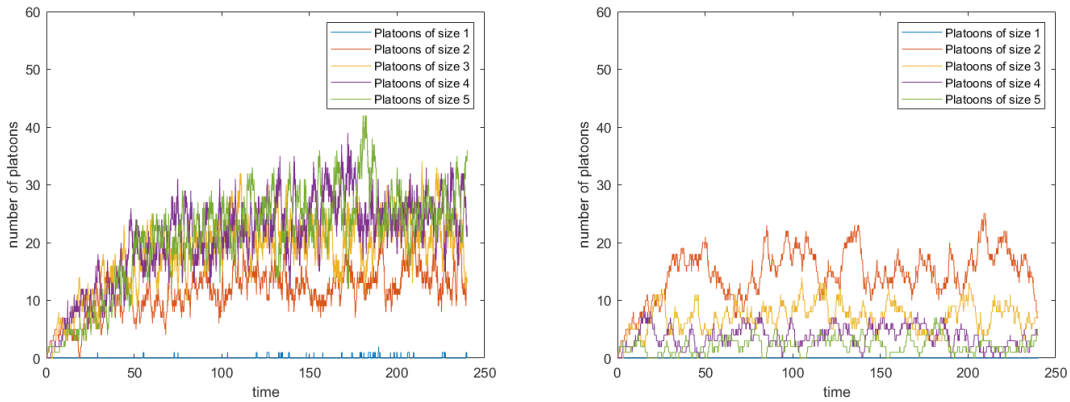 60
50
40
30
20
10
0
number of platoons
Platoons of size 1
Platoons of size 2
Platoons of size 3
Platoons of size 4
Platoons of size 5
0 50 100 150 200 250
time
60
50
40
30
20
10
0
number of platoons
Platoons of size 1
Platoons of size 2
Platoons of size 3
Platoons of size 4
Platoons of size 5
0 50 100 150 200 250
time